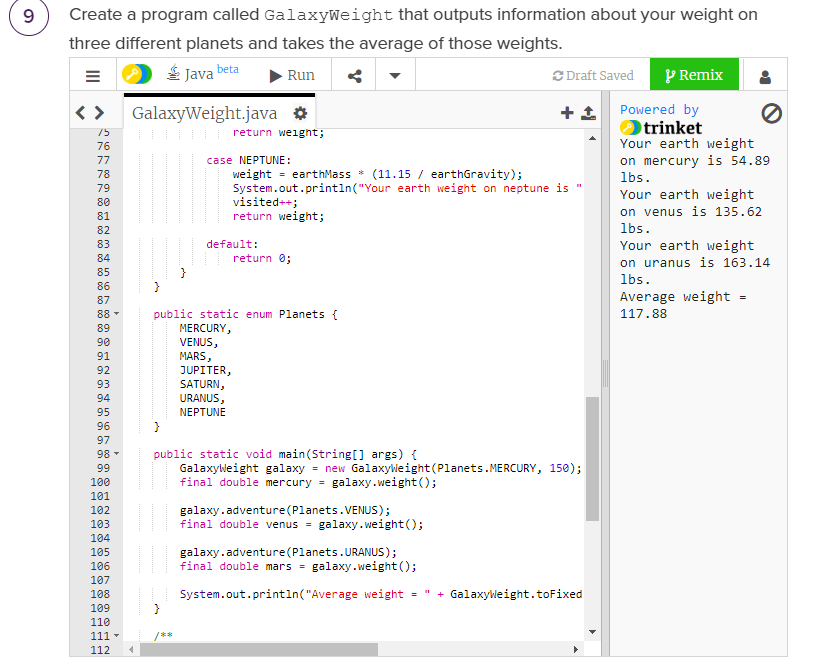 9
Create a program called GalaxyWeight that outputs information about your weight on
three different planets and takes the average of those weights.
Java beta
Run
Draft Saved
Remix
GalaxyWeight.java
75 return weight;
76
77 case NEPTUNE:
78 weight = earthMass * (11.15 / earthGravity);
79 System.out.println("Your earth weight on neptune is "
80 visited++;
81 return weight;
82
83 default:
84 return 0;
85 }
86 }
87
88 public static enum Planets {
89 MERCURY,
90 VENUS,
91 MARS,
92 JUPITER,
93 SATURN,
94 URANUS,
95 NEPTUNE
96 }
97
98 public static void main(String[] args) {
99 GalaxyWeight galaxy = new GalaxyWeight(Planets.MERCURY, 150);
100 final double mercury = galaxy.weight();
101
102 galaxy.adventure(Planets.VENUS);
103 final double venus = galaxy.weight();
104
105 galaxy.adventure(Planets.URANUS);
106 final double mars = galaxy.weight();
107
108 System.out.println("Average weight = " + GalaxyWeight.toFixed
109 }
110
111 /**
112
Powered by
trinket
Your earth weight
on mercury is 54.89
lbs.
Your earth weight
on venus is 135.62
lbs.
Your earth weight
on uranus is 163.14
lbs.
Average weight =
117.88